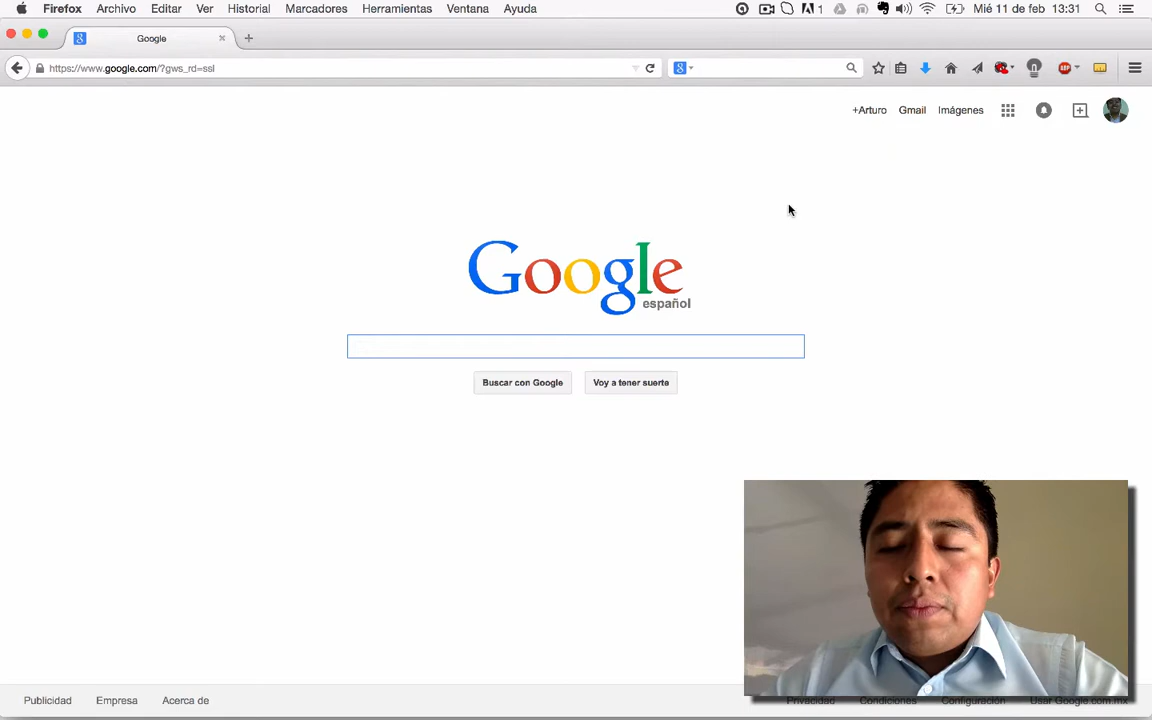 Firefox Archivo Editar Ver Historial Marcadores Herramientas Ventana Ayuda 1 Mié 11 de feb 13:31
Google
https://www.google.com/?gws_rd=ssl
+Arturo Gmail Imágenes
Google
español
Buscar con Google Voy a tener suerte
Publicidad Empresa Acerca de Privacidad Condiciones Configuración Usar Google.com.mx